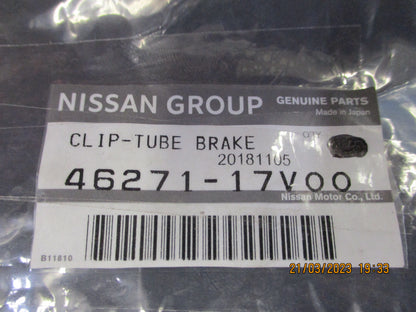 NISSAN GROUP
GENUINE PARTS
Made in Japan
CLIP-TUBE BRAKE
QTY
20181105
46271-17V00
Nissan Motor Co., Ltd.
B11810
21/03/2023 19:33